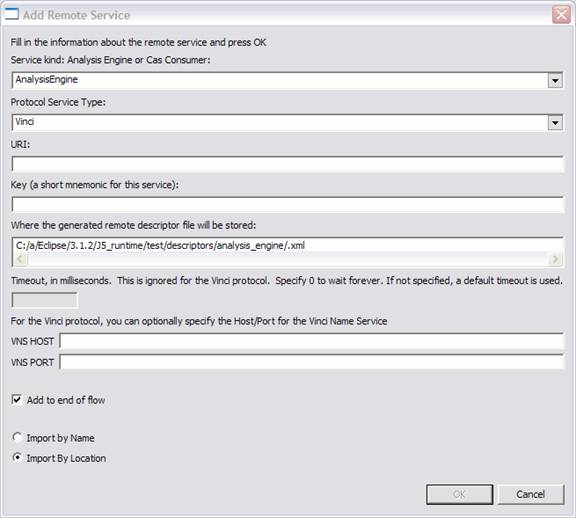 Add Remote Service
Fill in the information about the remote service and press OK
Service kind: Analysis Engine or Cas Consumer:
AnalysisEngine
Protocol Service Type:
Vinci
URI:
Key (a short mnemonic for this service):
Where the generated remote descriptor file will be stored:
C:/a/Eclipse/3.1.2/J5_runtime/test/descriptors/analysis_engine/.xml
Timeout, in milliseconds.  This is ignored for the Vinci protocol.  Specify 0 to wait forever. If not specified, a default timeout is used.
For the Vinci protocol, you can optionally specify the Host/Port for the Vinci Name Service
VNS HOST
VNS PORT
Add to end of flow
Import by Name
Import By Location
OK Cancel